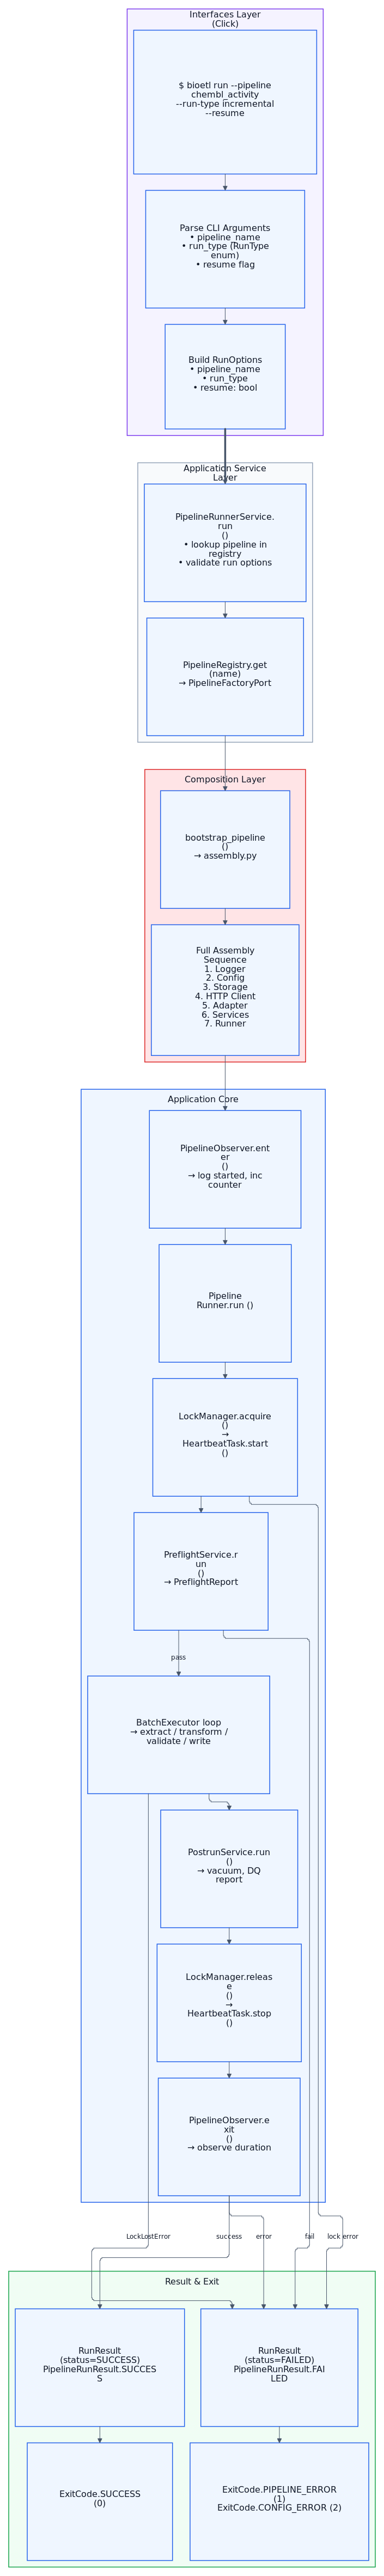 Interfaces Layer
(Click)
$ bioetl run --pipeline
chembl_activity
--run-type incremental
--resume
Parse CLI Arguments
• pipeline_name
• run_type (RunType
enum)
• resume flag
Build RunOptions
• pipeline_name
• run_type
• resume: bool
Application Service
Layer
PipelineRunnerService.
run
()
• lookup pipeline in
registry
• validate run options
PipelineRegistry.get
(name)
→ PipelineFactoryPort
Composition Layer
bootstrap_pipeline
()
→ assembly.py
Full Assembly
Sequence
1. Logger
2. Config
3. Storage
4. HTTP Client
5. Adapter
6. Services
7. Runner
Application Core
PipelineObserver.ent
er
()
→ log started, inc
counter
Pipeline
Runner.run ()
LockManager.acquire
()
→
HeartbeatTask.start
()
PreflightService.r
un
()
→ PreflightReport
pass
BatchExecutor loop
→ extract / transform /
validate / write
PostrunService.run
()
→ vacuum, DQ
report
LockManager.releas
e
()
→
HeartbeatTask.stop
()
PipelineObserver.e
xit
()
→ observe duration
LockLostError
success
error
fail
lock error
Result & Exit
RunResult
(status=SUCCESS)
PipelineRunResult.SUCCES
S
RunResult
(status=FAILED)
PipelineRunResult.FAI
LED
ExitCode.SUCCESS
(0)
ExitCode.PIPELINE_ERROR
(1)
ExitCode.CONFIG_ERROR (2)